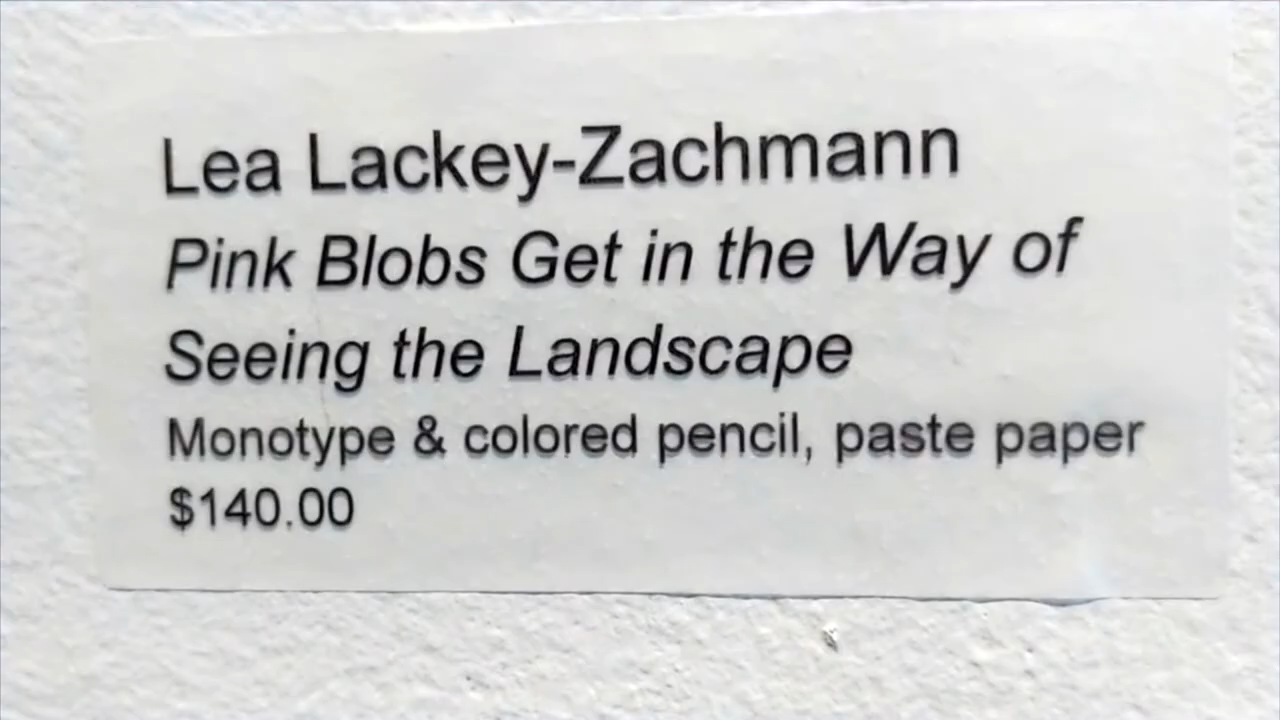 Lea Lackey-Zachmann
Pink Blobs Get in the Way of
Seeing the Landscape
Monotype & colored pencil, paste paper
$140.00